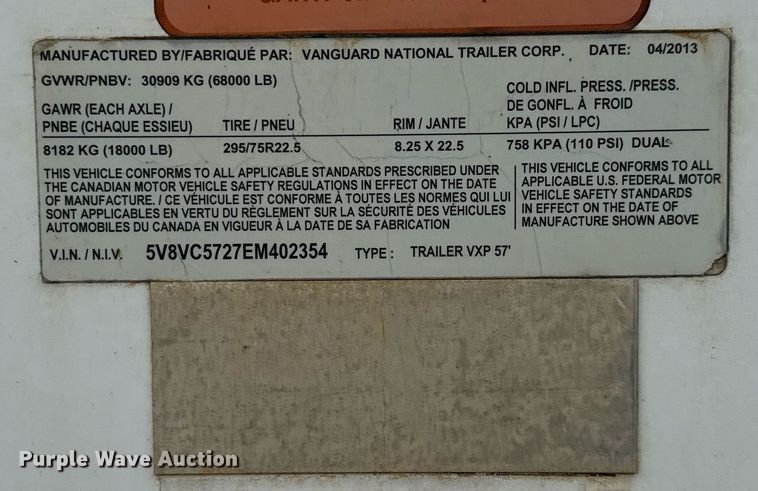 MANUFACTURED BY/FABRIQUÉ PAR: VANGUARD NATIONAL TRAILER CORP. DATE: 04/2013
GVWR/PNBV: 30909 KG (68000 LB)
GAWR (EACH AXLE) /
PNBE (CHAQUE ESSIEU) TIRE / PNEU RIM / JANTE
COLD INFL. PRESS. /PRESS.
DE GONFL. À FROID
KPA (PSI / LPC)
8182 KG (18000 LB) 295/75R22.5 8.25 X 22.5 758 KPA (110 PSI) DUAL
THIS VEHICLE CONFORMS TO ALL APPLICABLE STANDARDS PRESCRIBED UNDER
THE CANADIAN MOTOR VEHICLE SAFETY REGULATIONS IN EFFECT ON THE DATE
OF MANUFACTURE. / CE VÉHICULE EST CONFORME À TOUTES LES NORMES QUI LUI
SONT APPLICABLES EN VERTU DU RÈGLEMENT SUR LA SÉCURITÉ DES VÉHICULES
AUTOMOBILES DU CANADA EN VIGUEUR À LA DATE DE SA FABRICATION
THIS VEHICLE CONFORMS TO ALL
APPLICABLE U.S. FEDERAL MOTOR
VEHICLE SAFETY STANDARDS
IN EFFECT ON THE DATE OF
MANUFACTURE SHOWN ABOVE
V.I.N. / N.I.V. 5V8VC5727EM402354 TYPE: TRAILER VXP 57'
Purple Wave Auction